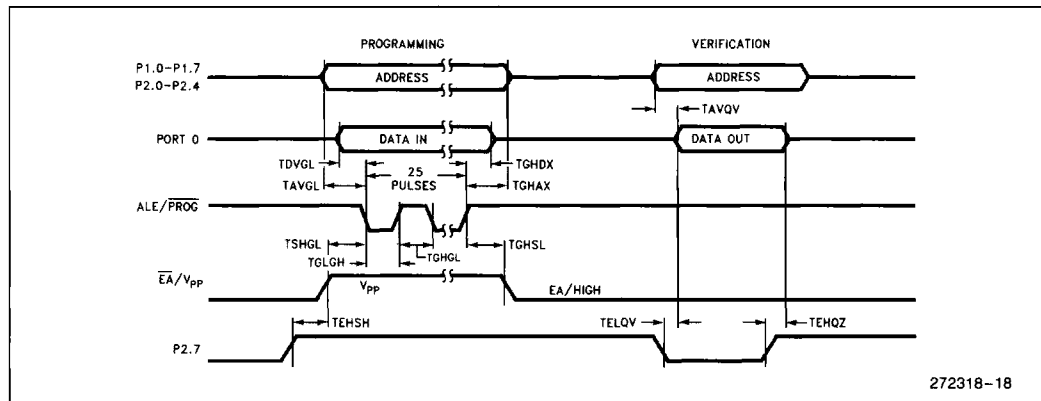 PROGRAMMING
VERIFICATION
P1.0–P1.7
P2.0–P2.4
ADDRESS
ADDRESS
TAVQV
PORT 0
DATA IN
DATA OUT
TDVGL
25
PULSES
TGHDX
TAVGL
TGHAX
ALE/PROG
TSHGL
TGHGL
TGHSL
TGLGH
EA/VPP
VPP
EA/HIGH
TEHSH
TELQV
TEHQZ
P2.7
272318–18